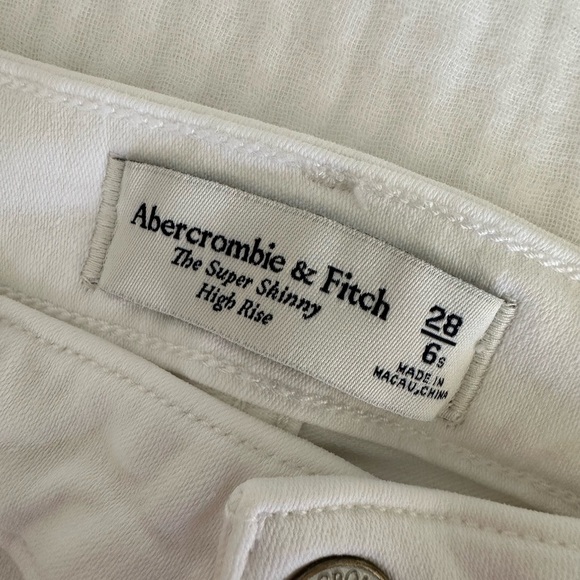 Abercrombie & Fitch
The Super Skinny
High Rise
28
6s
MADE IN
MACAU, CHINA